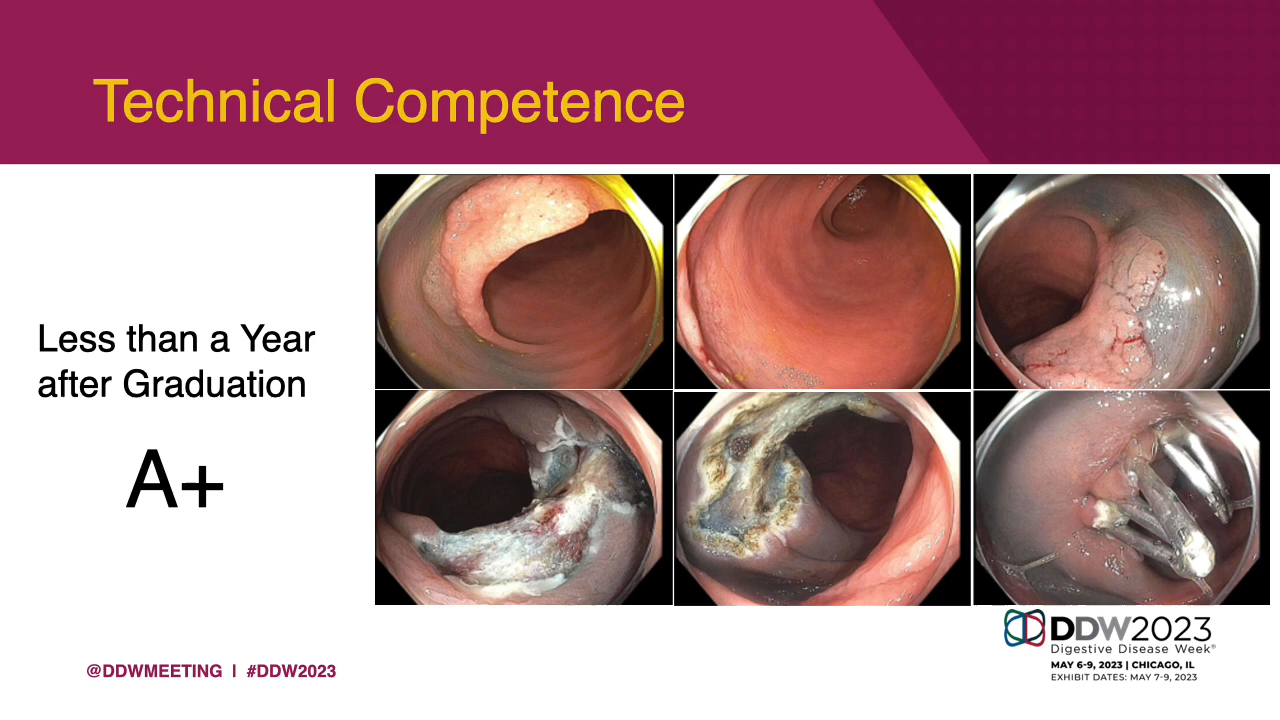 Technical Competence
Less than a Year
after Graduation
A+
@DDWMEETING | #DDW2023
DDW2023
Digestive Disease Week®
MAY 6-9, 2023 | CHICAGO, IL
EXHIBIT DATES: MAY 7-9, 2023